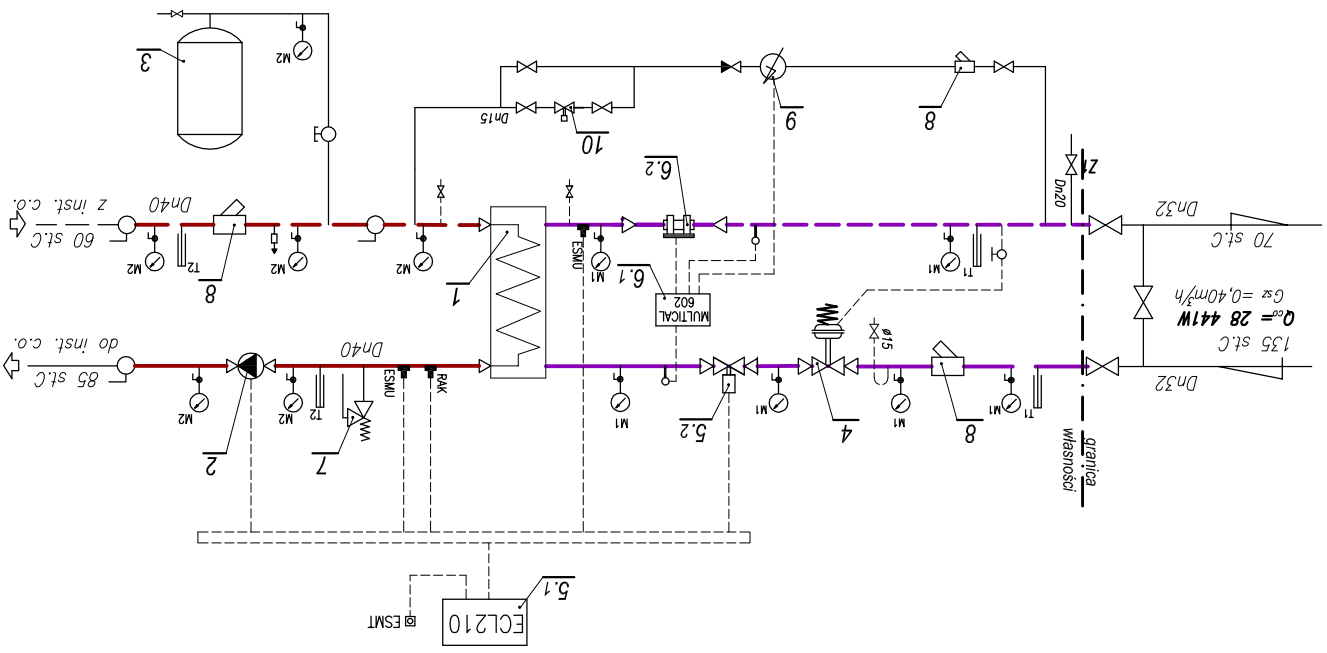 5.1
ECL210
ESMT
granica
własności
8
4
5.2
7
2
T1
M1
M1
M1
M1
RAK
ESMU
T2
M2
M2
Dn32
ø15
Dn40
85 st.C
do inst. c.o.
135 st.C
Qco= 28 441W
Gsz =0,40m³/h
70 st.C
Dn32
MULTICAL
602
6.1
1
8
T1
M1
M1
ESMU
M2
M2
T2
M2
Dn40
60 st.C
z inst. c.o.
Z1
Dn20
6.2
8
9
10
Dn15
M2
3